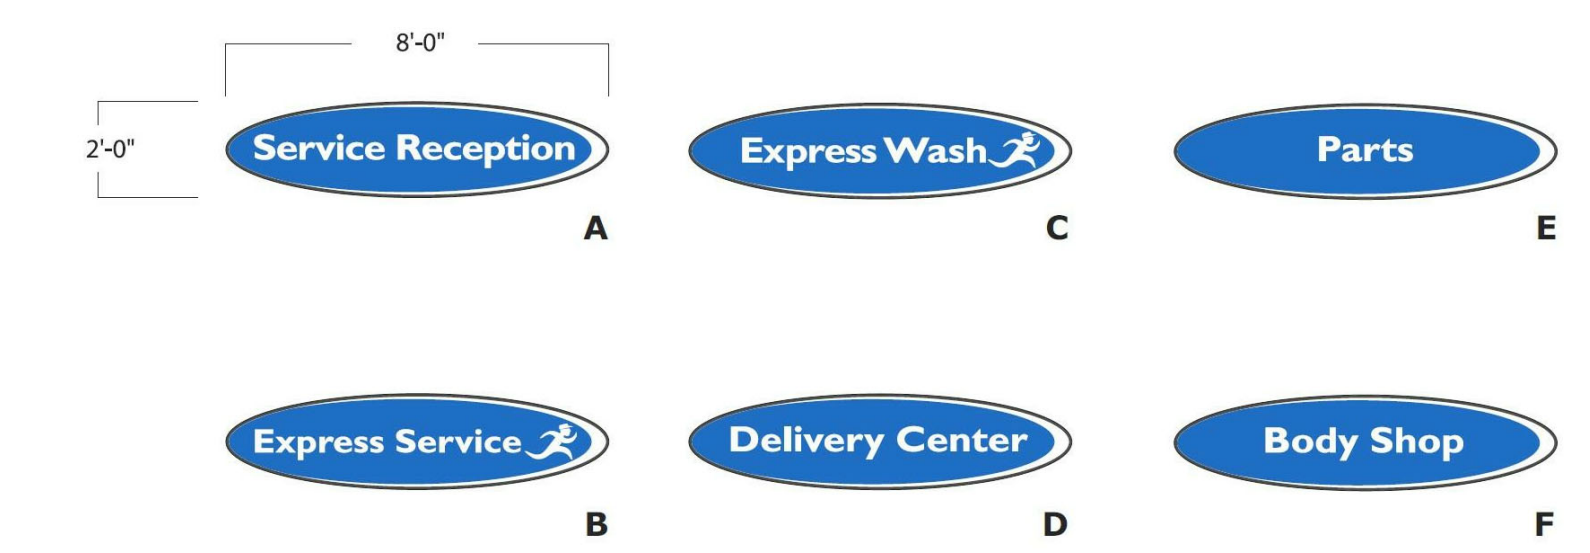 8'-0"
2'-0"
Service Reception
A
Express Wash
C
Parts
E
Express Service
B
Delivery Center
D
Body Shop
F